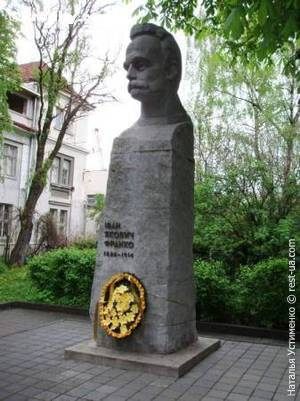 ІВАН
ЯКОВИЧ
ФРАНКО
1856-1916
Наталья Устименко © rest-ua.com